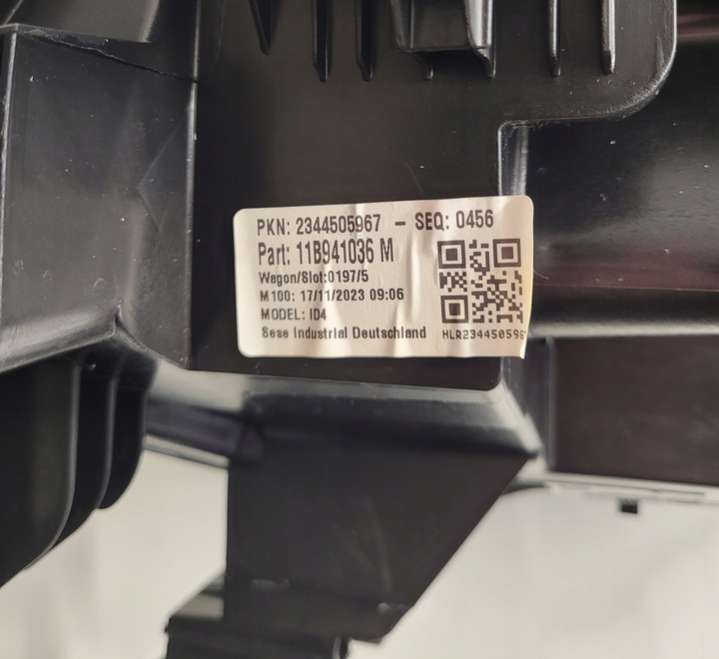 PKN: 2344505967 - SEQ: 0456
Part: 11B941036 M
Wagon/Slot:0197/5
M100: 17/11/2023 09:06
MODEL: ID4
Sese Industrial Deutschland
HLR234450596